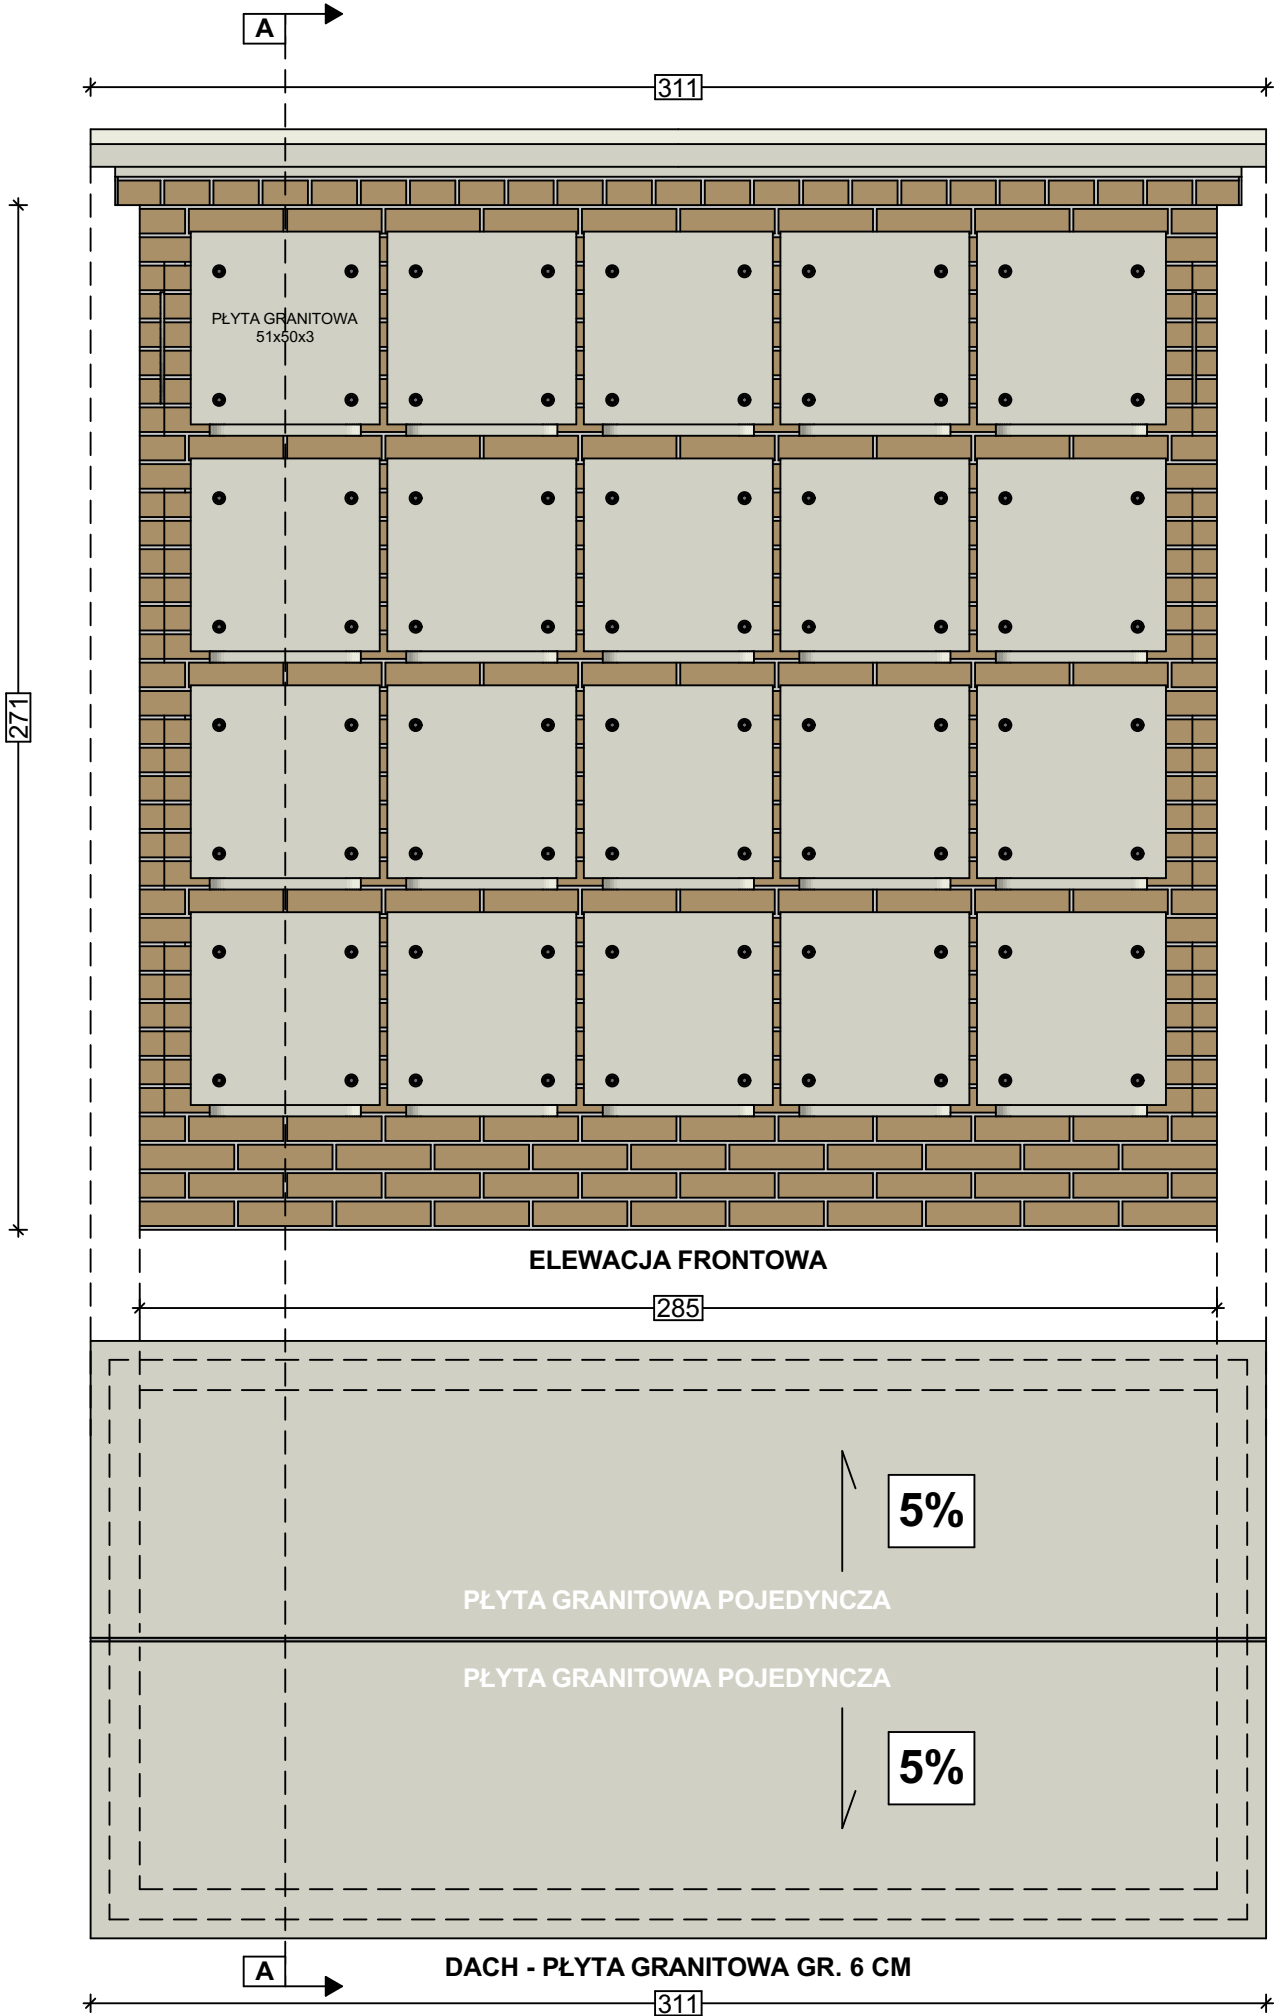 A
311
PŁYTA GRANITOWA
51x50x3
271
ELEWACJA FRONTOWA
285
5%
PŁYTA GRANITOWA POJEDYNCZA
PŁYTA GRANITOWA POJEDYNCZA
5%
A
DACH - PŁYTA GRANITOWA GR. 6 CM
311